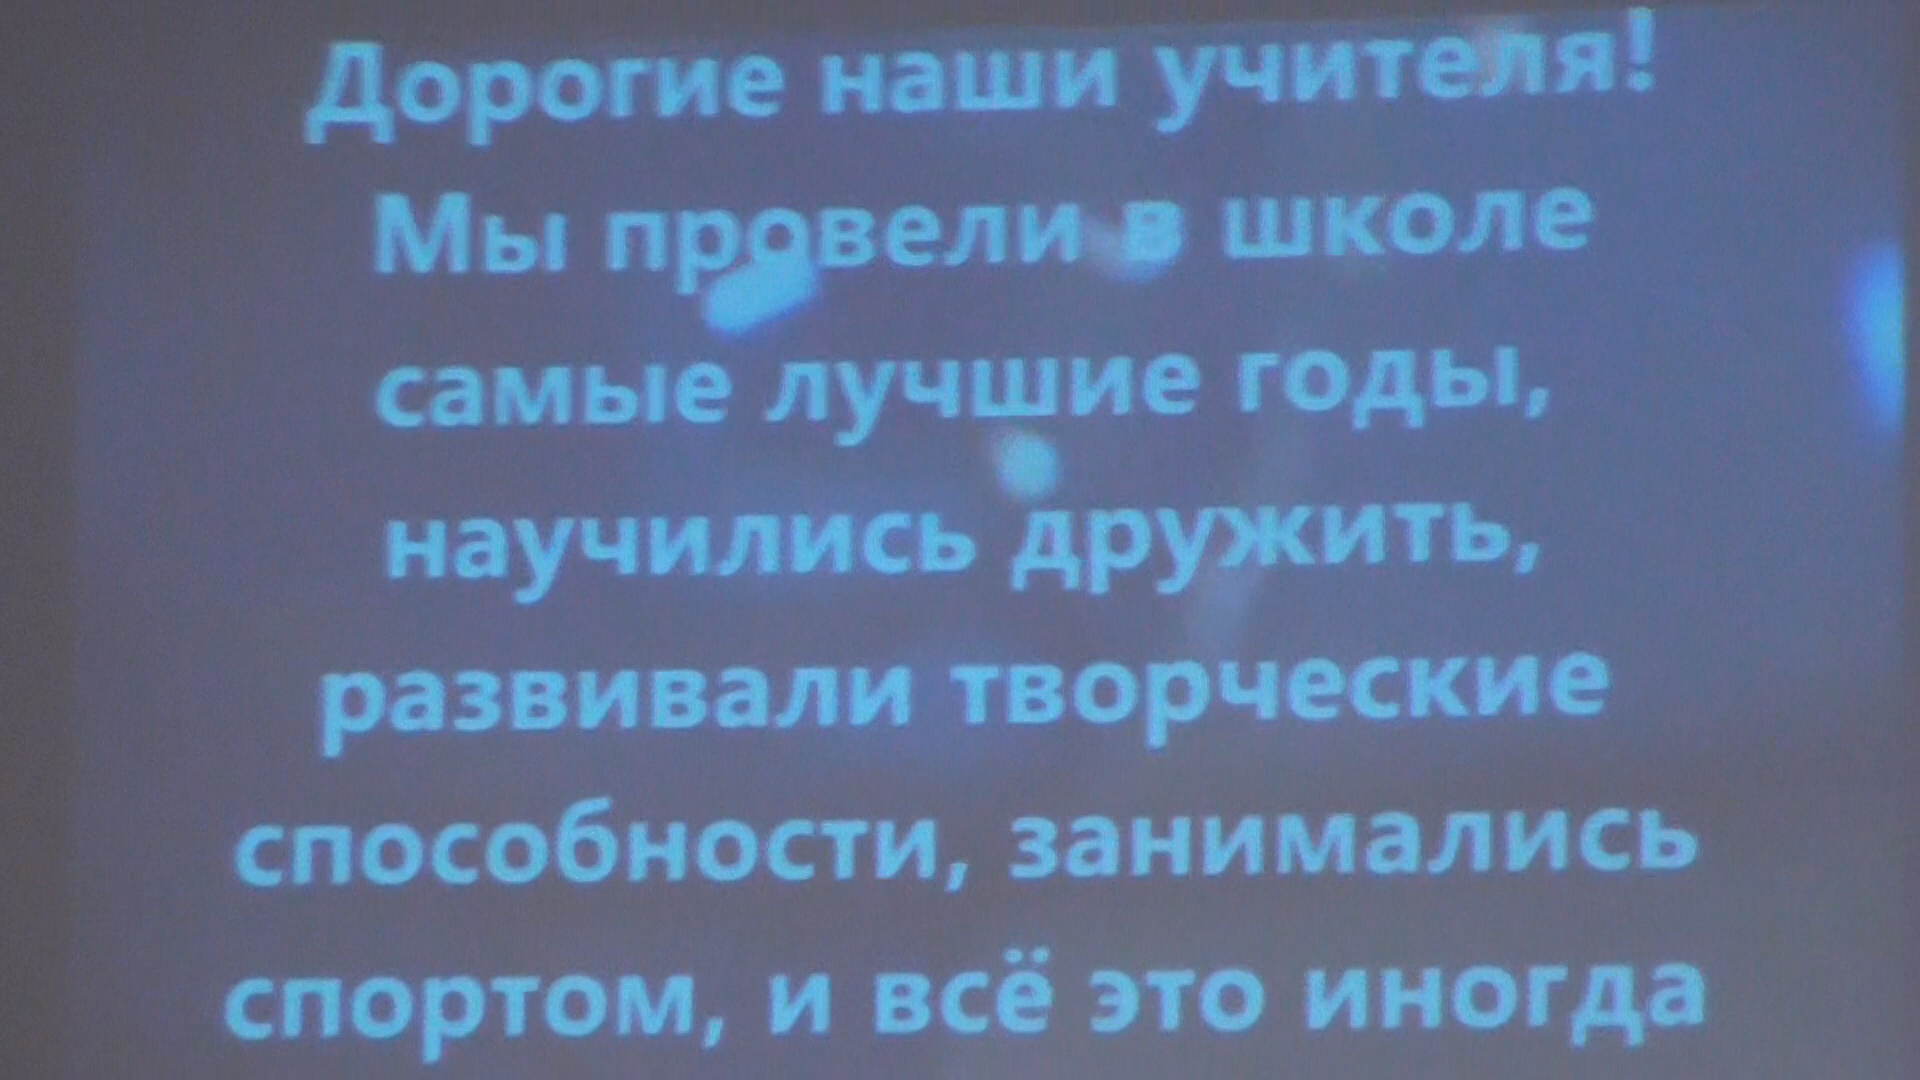 Дорогие наши учителя!
Мы провели в школе
самые лучшие годы,
научились дружить,
развивали творческие
способности, занимались
спортом, и всё это иногда